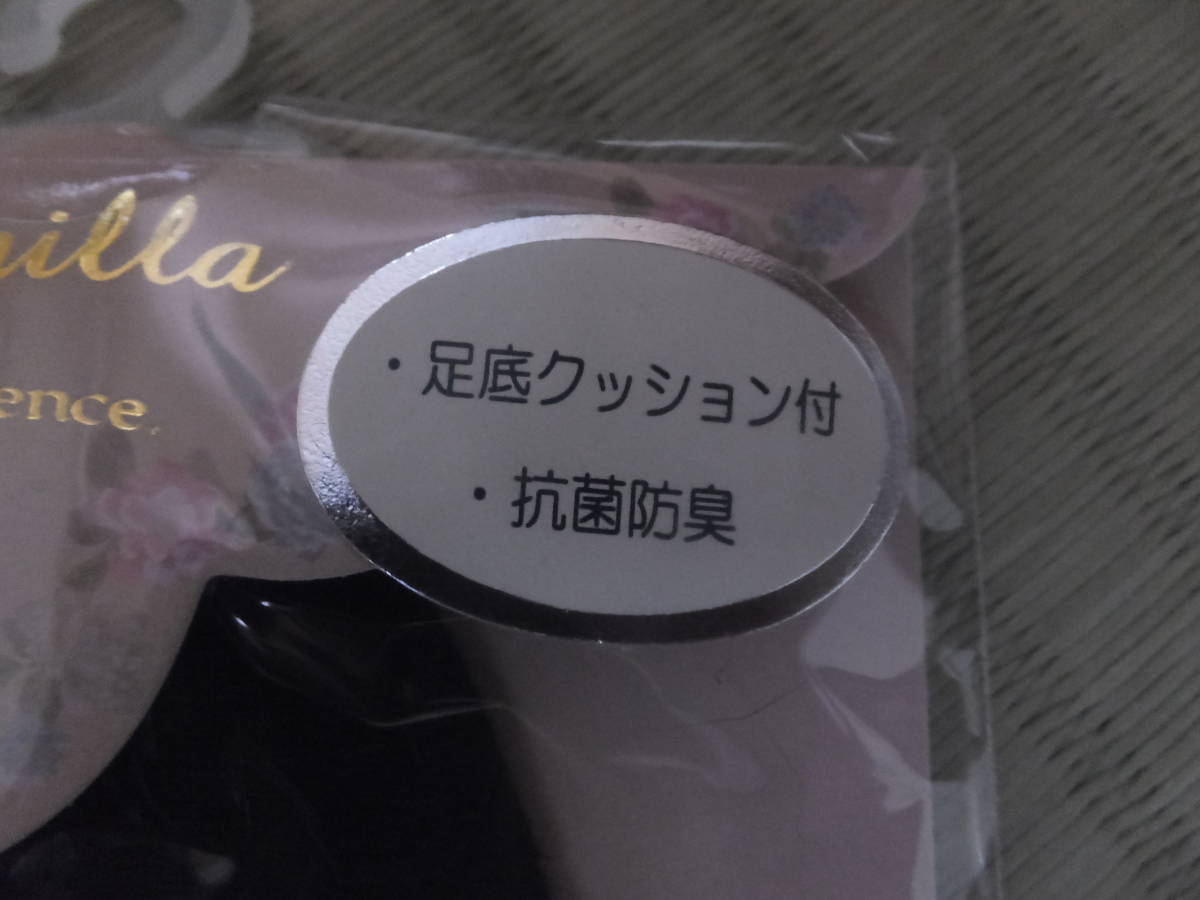 illa
ence.
・足底クッション付
・抗菌防臭